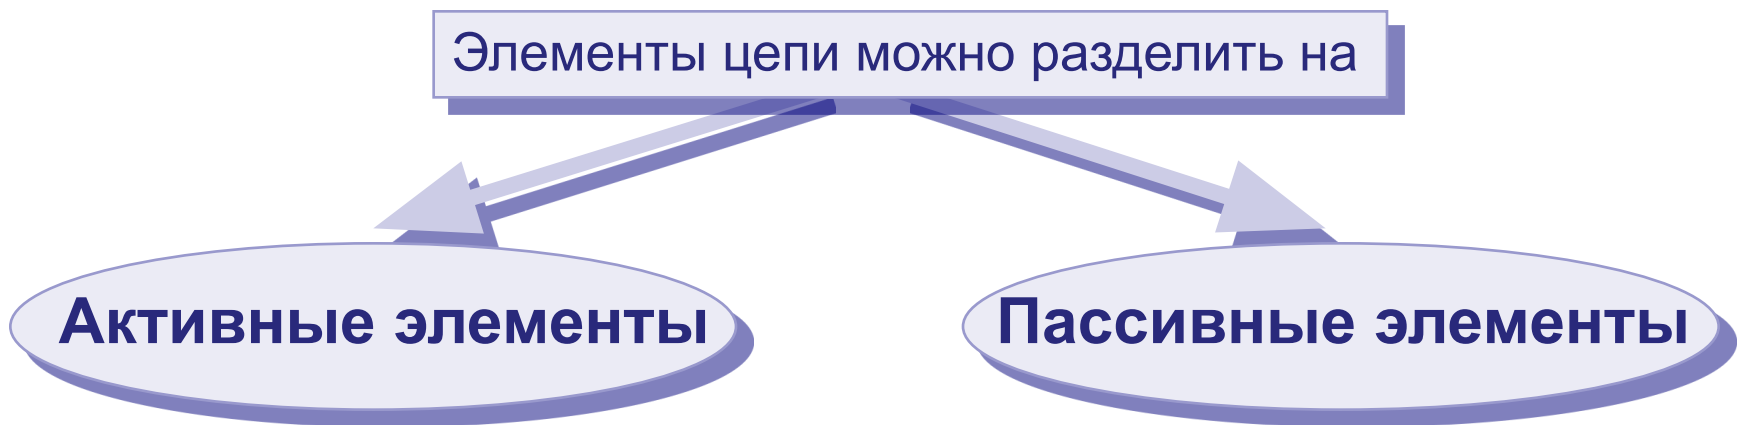 Элементы цепи можно разделить на
Активные элементы
Пассивные элементы